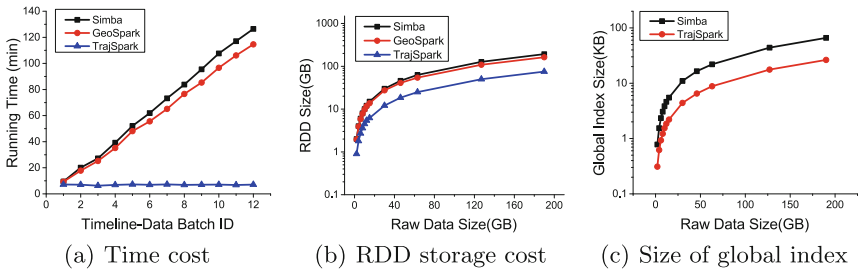 Simba
GeoSpark
TrajSpark
Running Time (min)
140
120
100
80
60
40
20
0
0 2 4 6 8 10 12
Timeline-Data Batch ID
(a) Time cost
Simba
GeoSpark
TrajSpark
RDD Size(GB)
1000
100
10
1
0.1
0 50 100 150 200
Raw Data Size(GB)
(b) RDD storage cost
Simba
TrajSpark
Global Index Size(KB)
100
10
1
0.1
0 50 100 150 200
Raw Data Size(GB)
(c) Size of global index